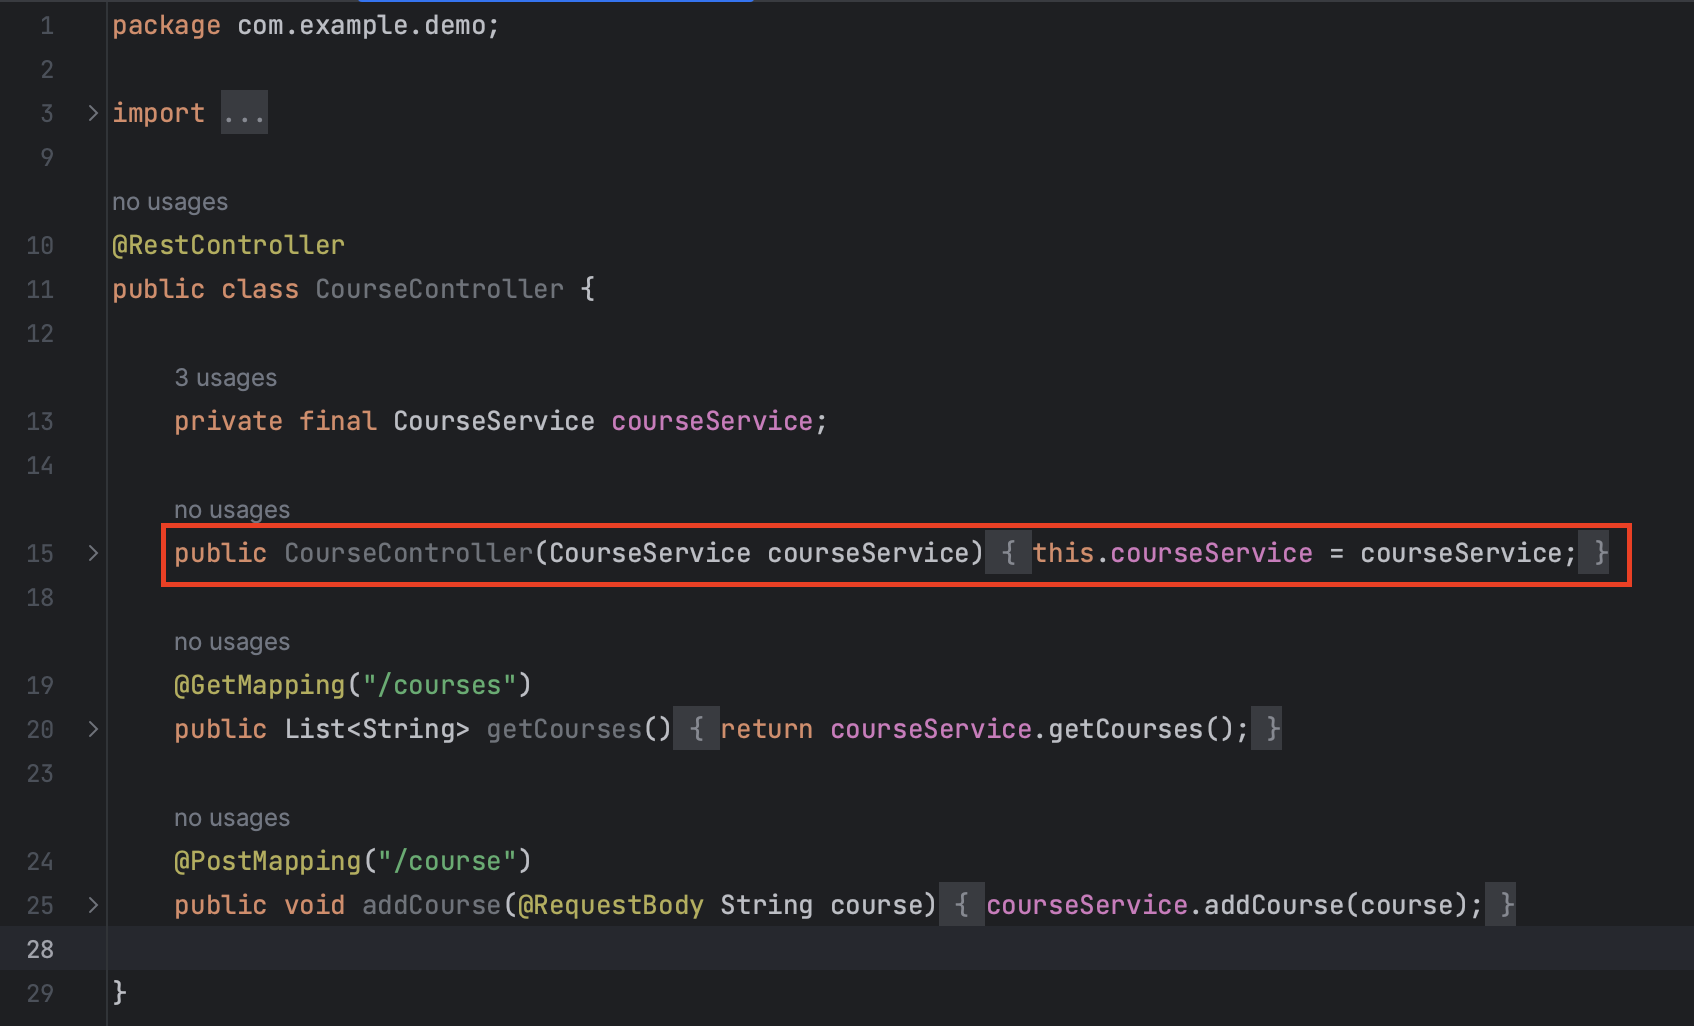 1 package com.example.demo;
2
3 import ...
9
no usages
10 @RestController
11 public class CourseController {
12
3 usages
13 private final CourseService courseService;
14
no usages
15 public CourseController(CourseService courseService) { this.courseService = courseService; }
18
no usages
19 @GetMapping("/courses")
20 public List<String> getCourses() { return courseService.getCourses(); }
23
no usages
24 @PostMapping("/course")
25 public void addCourse(@RequestBody String course) { courseService.addCourse(course); }
28
29 }